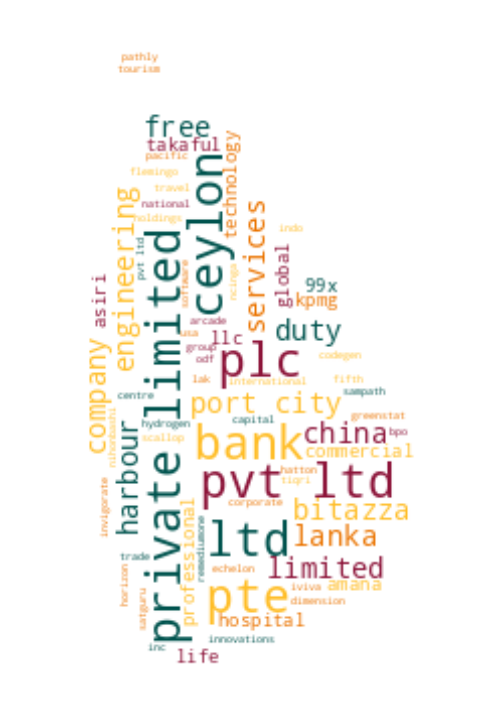 pathly
tourism
free
takaful
pacific
technology
ceylon
flemingo
travel
engineering
national
holdings
services
indo
private limited
pvt ltd
software
ncinga
global
asiri
99x
kpmg
arcade
duty
usa
llc
group
plc
odf
codegen
company
lak
international
fifth
centre
sampath
port city
nihonbashi
greenstat
harbour
hydrogen
capital
bank
china
bpo
scallop
commercial
invigorate
pvt ltd
hatton
tiqri
professional
corporate
bitazza
remediumone
ltd
lanka
trade
horizon
echelon
limited
satguru
pte
iviva
amana
dimension
hospital
innovations
inc
life